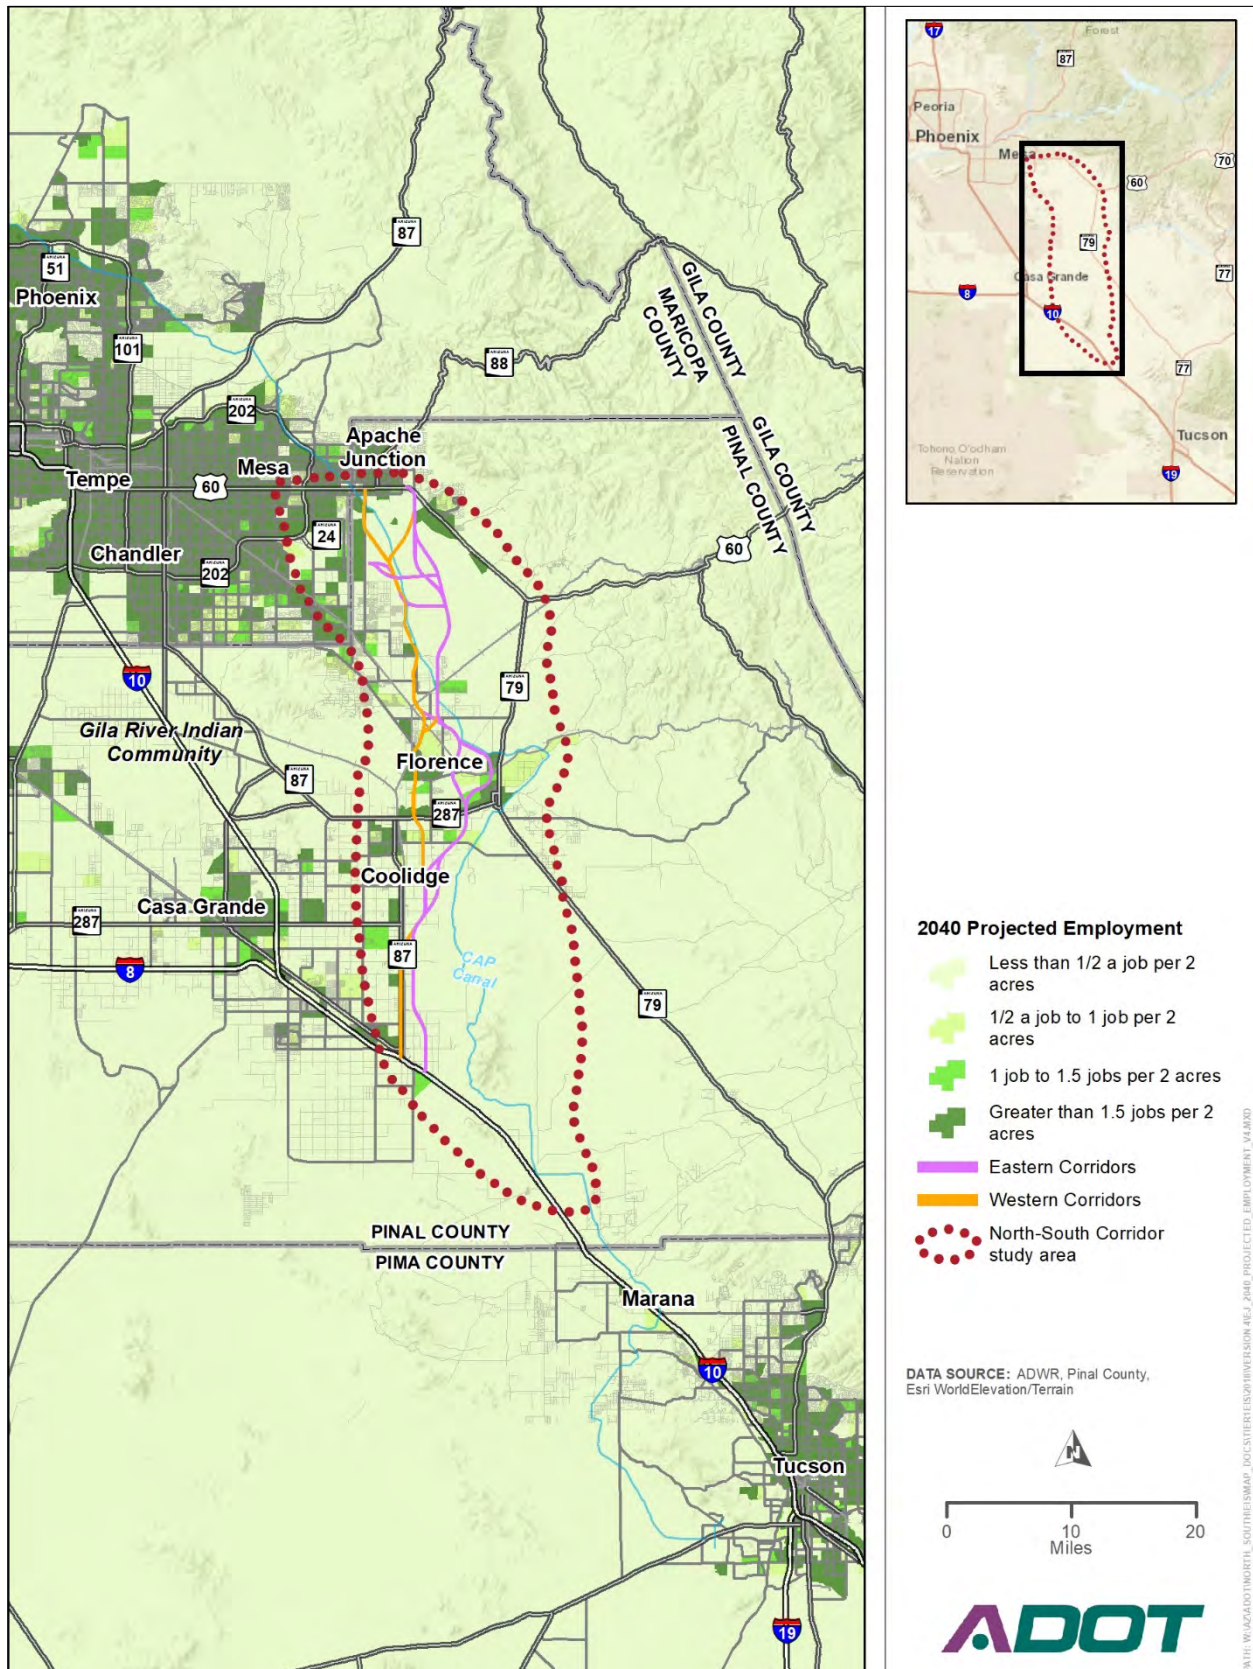 87
ARIZONA
51
Phoenix
101
GILA COUNTY
MARICOPA
COUNTY
88
202
GILA COUNTY
PINAL COUNTY
Apache
Junction
Mesa
Tempe
60
24
Chandler
202
60
10
79
Gila River Indian
Community
Florence
87
287
Coolidge
Casa Grande
287
87
8
CAP
Canal
79
PINAL COUNTY
PIMA COUNTY
Marana
10
Tucson
19
17
Forest
87
Peoria
Phoenix
Mesa
70
60
79
Casa Grande
77
8
10
77
Tucson
Tohono O'odham
Nation
Reservation
19
2040 Projected Employment
Less than 1/2 a job per 2
acres
1/2 a job to 1 job per 2
acres
1 job to 1.5 jobs per 2 acres
Greater than 1.5 jobs per 2
acres
Eastern Corridors
Western Corridors
North-South Corridor
study area
DATA SOURCE: ADWR, Pinal County,
Esri WorldElevation/Terrain
N
0 10 20
Miles
ADOT